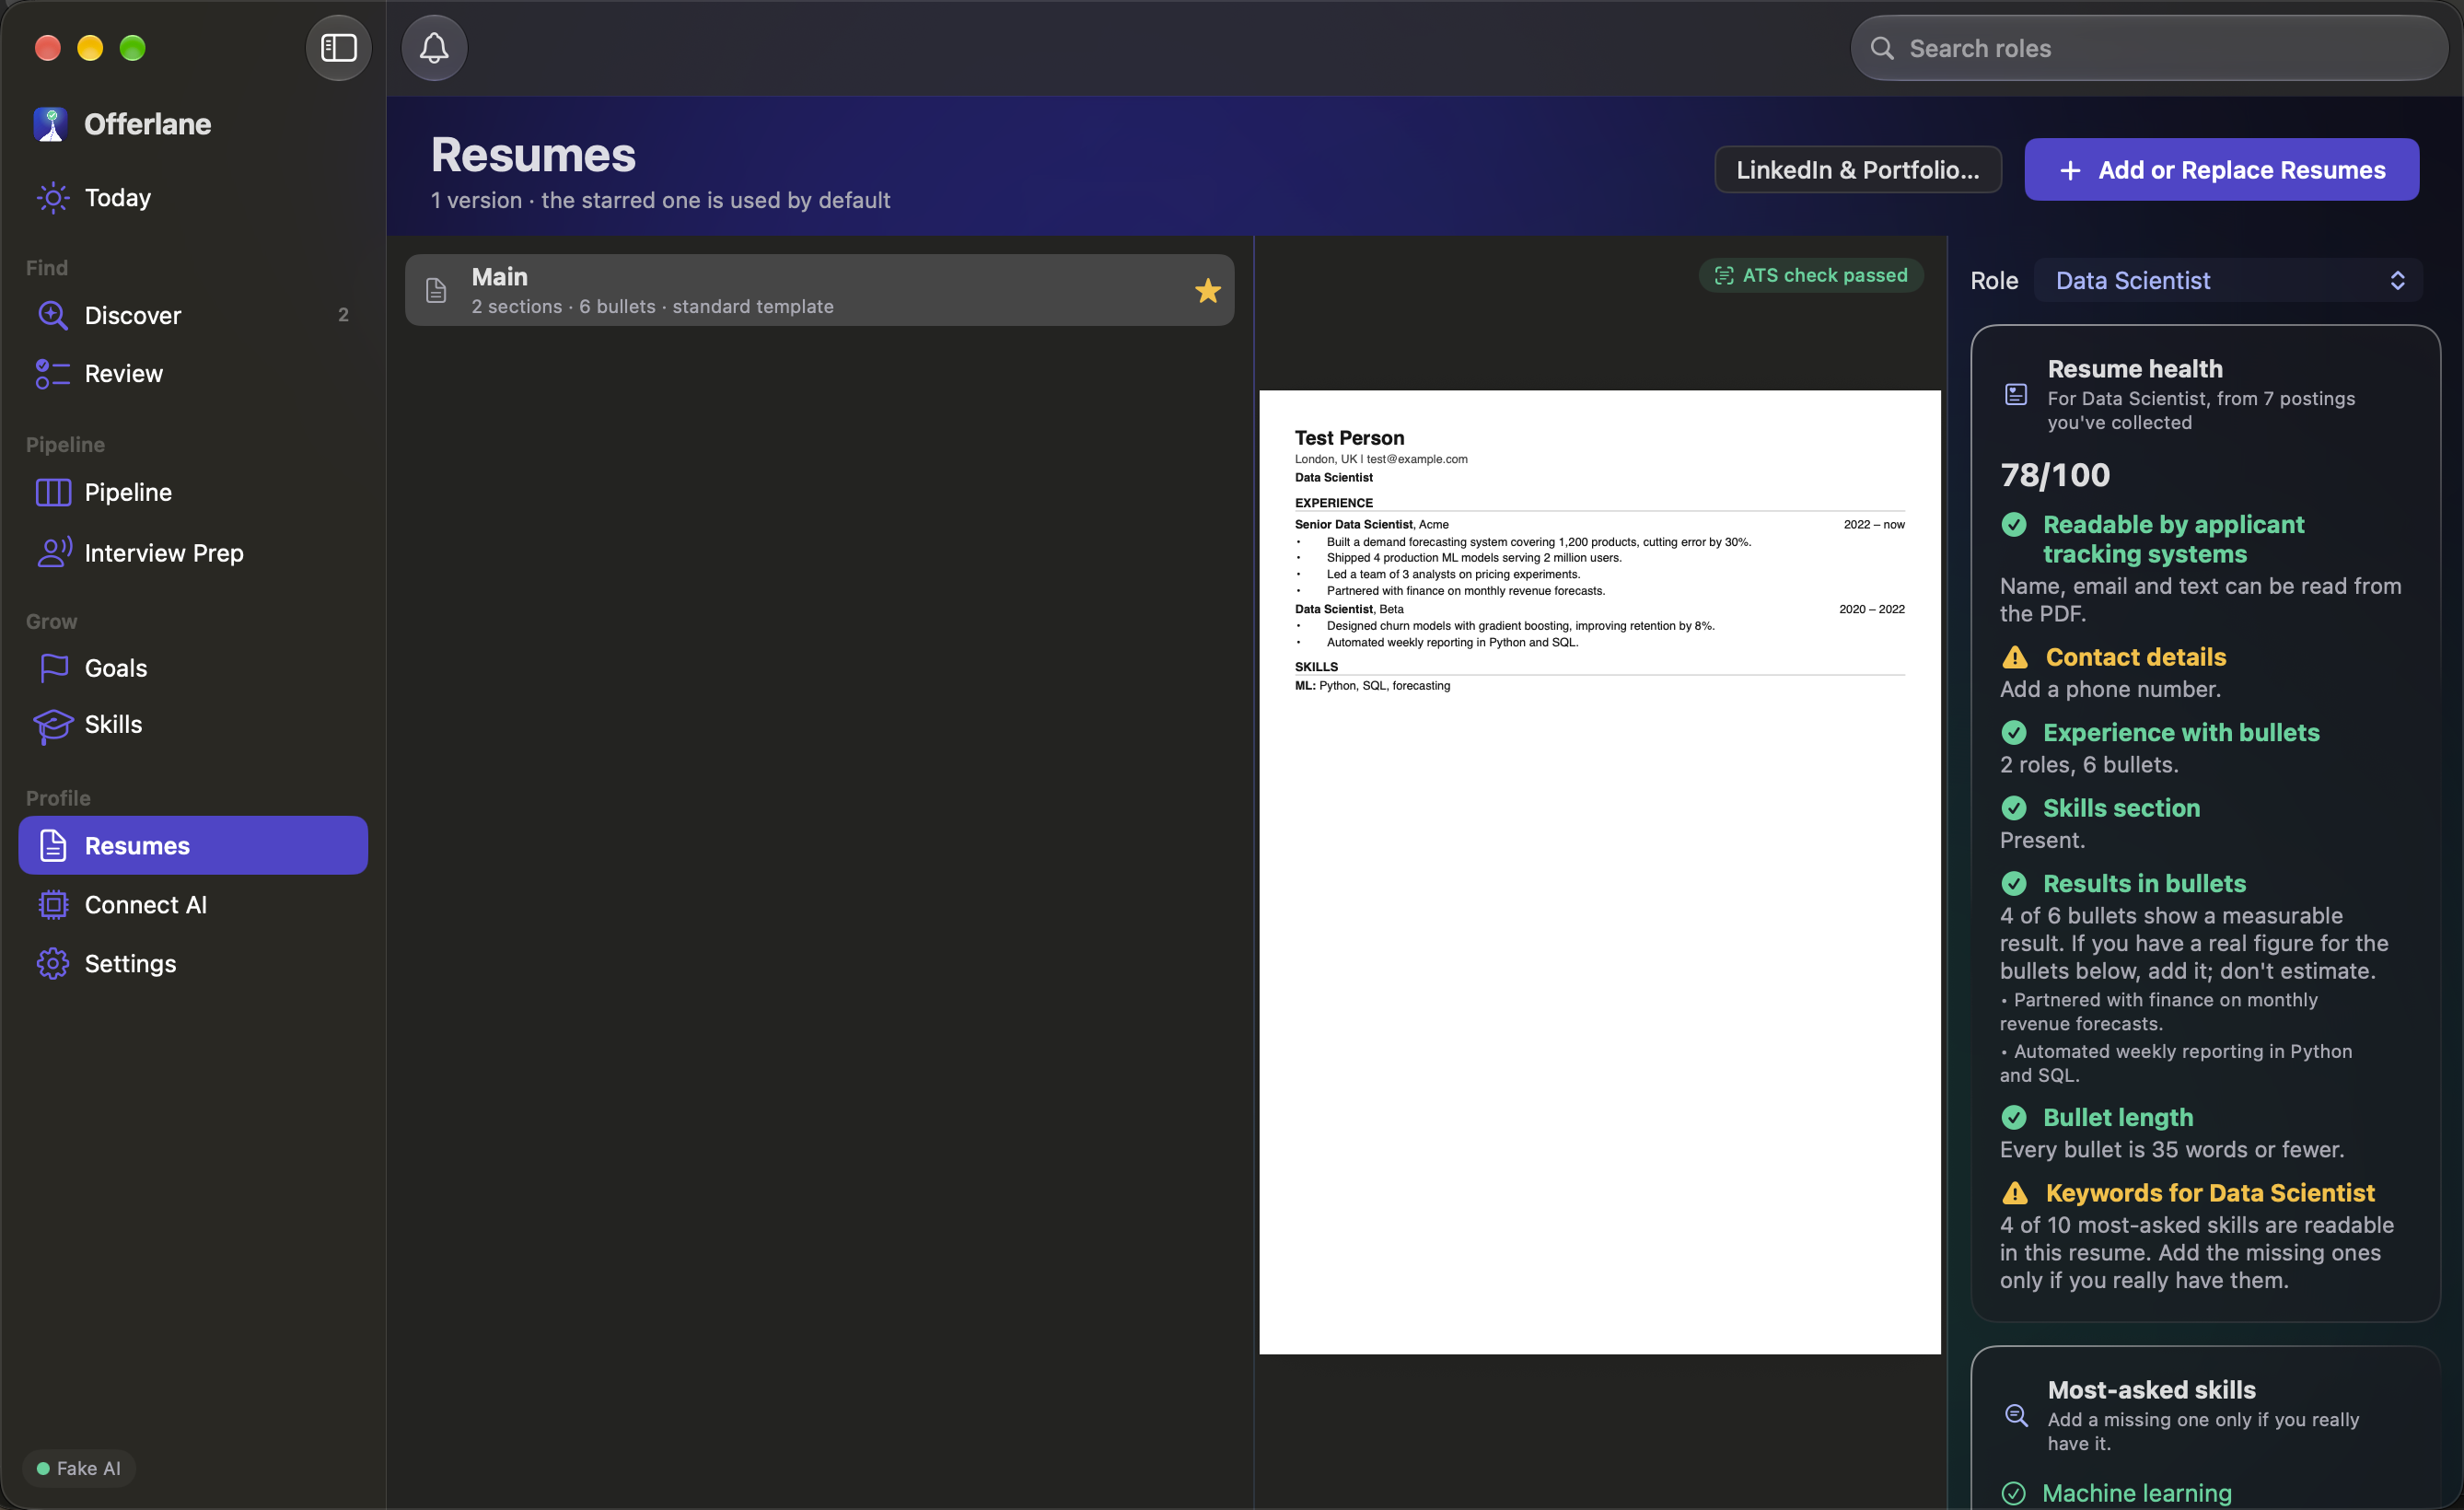 Search roles
Offerlane
Today
Find
Discover 2
Review
Pipeline
Pipeline
Interview Prep
Grow
Goals
Skills
Profile
Resumes
Connect AI
Settings
Fake AI
Resumes
1 version · the starred one is used by default
LinkedIn & Portfolio...
+ Add or Replace Resumes
Main
2 sections · 6 bullets · standard template
ATS check passed
Test Person
London, UK | test@example.com
Data Scientist
EXPERIENCE
Senior Data Scientist, Acme 2022 – now
• Built a demand forecasting system covering 1,200 products, cutting error by 30%.
• Shipped 4 production ML models serving 2 million users.
• Led a team of 3 analysts on pricing experiments.
• Partnered with finance on monthly revenue forecasts.
Data Scientist, Beta 2020 – 2022
• Designed churn models with gradient boosting, improving retention by 8%.
• Automated weekly reporting in Python and SQL.
SKILLS
ML: Python, SQL, forecasting
Role Data Scientist
Resume health
For Data Scientist, from 7 postings
you've collected
78/100
Readable by applicant
tracking systems
Name, email and text can be read from
the PDF.
Contact details
Add a phone number.
Experience with bullets
2 roles, 6 bullets.
Skills section
Present.
Results in bullets
4 of 6 bullets show a measurable
result. If you have a real figure for the
bullets below, add it; don't estimate.
• Partnered with finance on monthly
revenue forecasts.
• Automated weekly reporting in Python
and SQL.
Bullet length
Every bullet is 35 words or fewer.
Keywords for Data Scientist
4 of 10 most-asked skills are readable
in this resume. Add the missing ones
only if you really have them.
Most-asked skills
Add a missing one only if you really
have it.
Machine learning